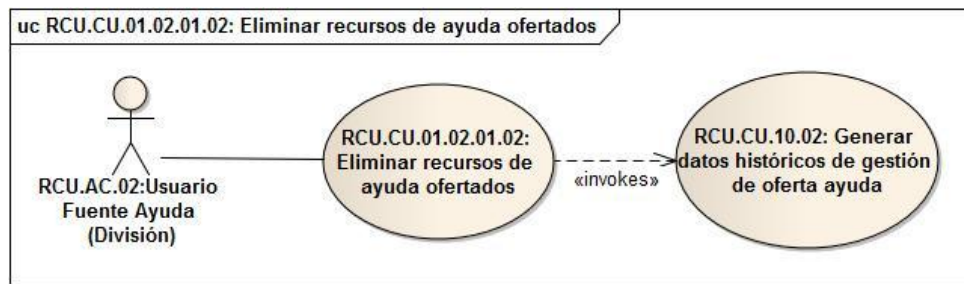 uc RCU.CU.01.02.01.02: Eliminar recursos de ayuda ofertados
RCU.AC.02:Usuario
Fuente Ayuda
(División)
RCU.CU.01.02.01.02:
Eliminar recursos de
ayuda ofertados
«invokes»
RCU.CU.10.02: Generar
datos históricos de gestión
de oferta ayuda